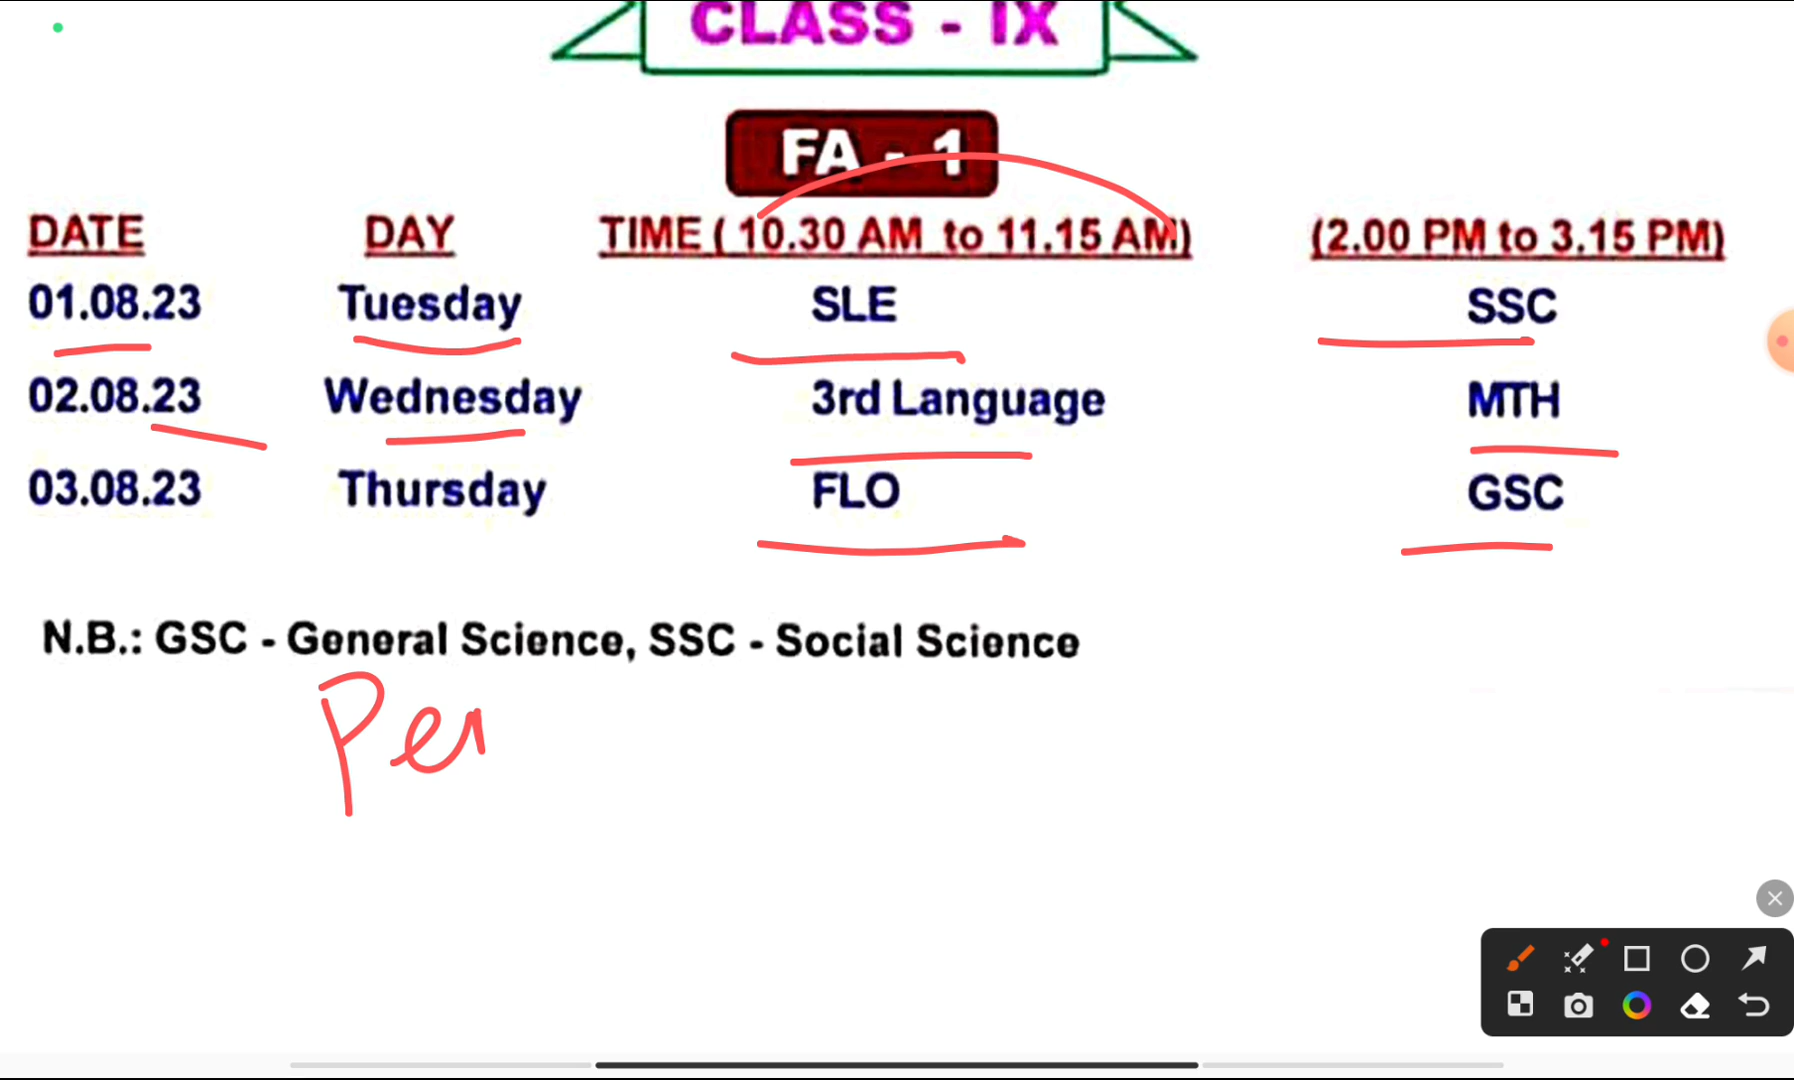 CLASS - IX
FA - 1
DATE DAY TIME ( 10.30 AM to 11.15 AM) (2.00 PM to 3.15 PM)
01.08.23 Tuesday SLE SSC
02.08.23 Wednesday 3rd Language MTH
03.08.23 Thursday FLO GSC
N.B.: GSC - General Science, SSC - Social Science
Per